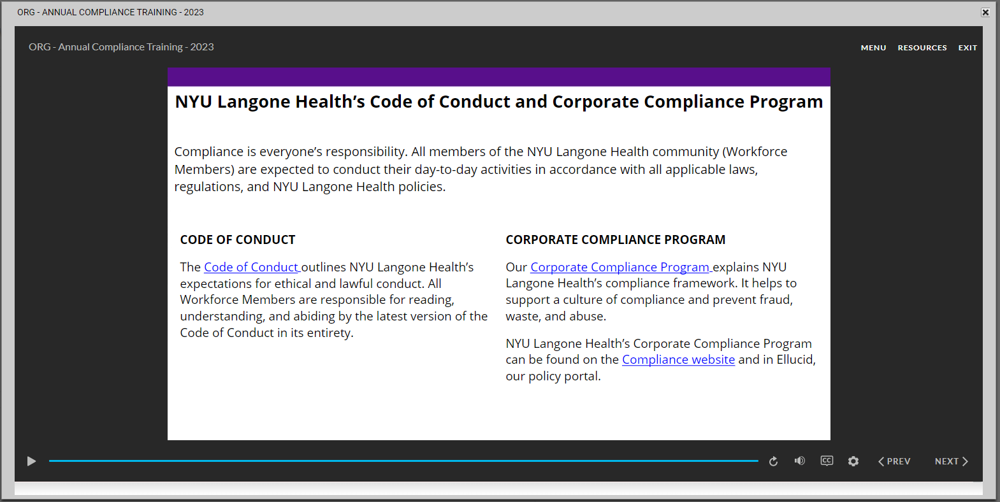 ORG - ANNUAL COMPLIANCE TRAINING - 2023
ORG - Annual Compliance Training - 2023
MENU RESOURCES EXIT
NYU Langone Health’s Code of Conduct and Corporate Compliance Program
Compliance is everyone’s responsibility. All members of the NYU Langone Health community (Workforce
Members) are expected to conduct their day-to-day activities in accordance with all applicable laws,
regulations, and NYU Langone Health policies.
CODE OF CONDUCT
The Code of Conduct outlines NYU Langone Health’s
expectations for ethical and lawful conduct. All
Workforce Members are responsible for reading,
understanding, and abiding by the latest version of the
Code of Conduct in its entirety.
CORPORATE COMPLIANCE PROGRAM
Our Corporate Compliance Program explains NYU
Langone Health’s compliance framework. It helps to
support a culture of compliance and prevent fraud,
waste, and abuse.
NYU Langone Health’s Corporate Compliance Program
can be found on the Compliance website and in Ellucid,
our policy portal.
CC
PREV NEXT